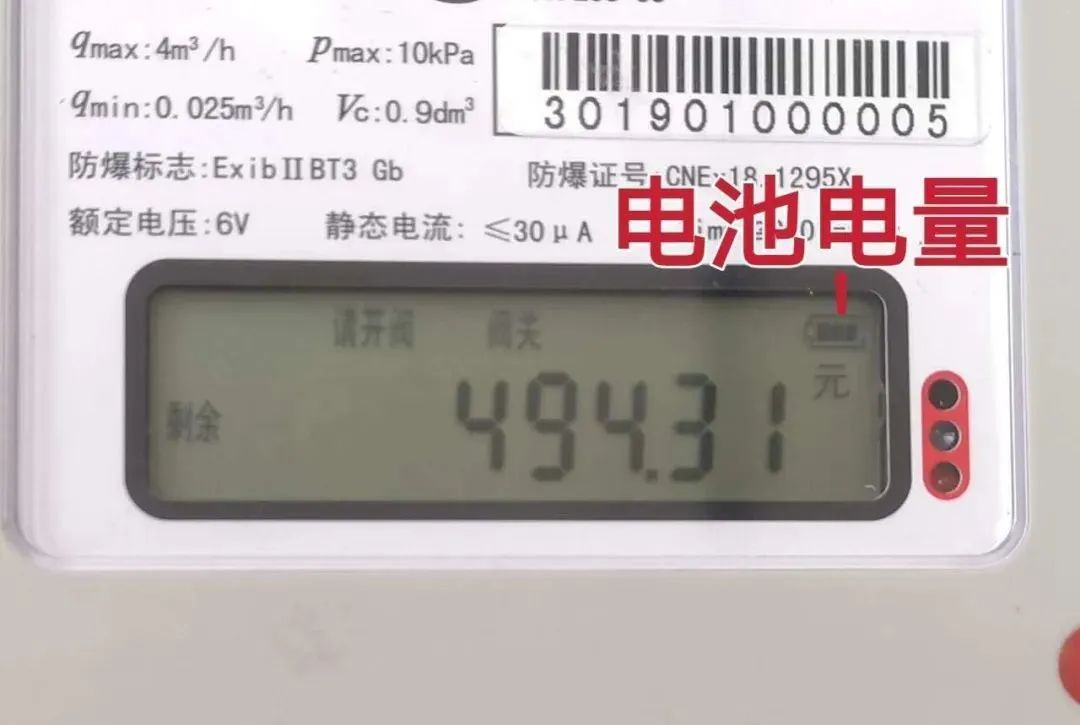 qmax:4m³/h pmax:10kPa
qmin:0.025m³/h Vc:0.9dm³
301901000005
防爆标志:ExibⅡBT3 Gb 防爆证号:CNEx18.1295X
额定电压:6V 静态电流:≤30μA
电池电量
请开阀 阀关
元
剩余 494.31